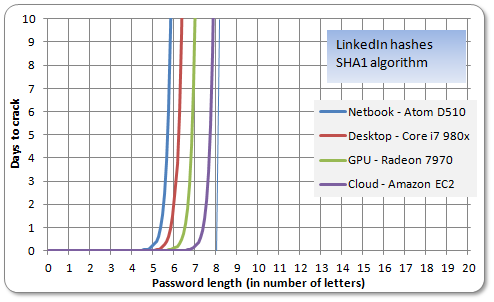 LinkedIn hashes
SHA1 algorithm
Days to crack
10
9
8
7
6
5
4
3
2
1
0
Netbook - Atom D510
Desktop - Core i7 980x
GPU - Radeon 7970
Cloud - Amazon EC2
0 1 2 3 4 5 6 7 8 9 10 11 12 13 14 15 16 17 18 19 20
Password length (in number of letters)